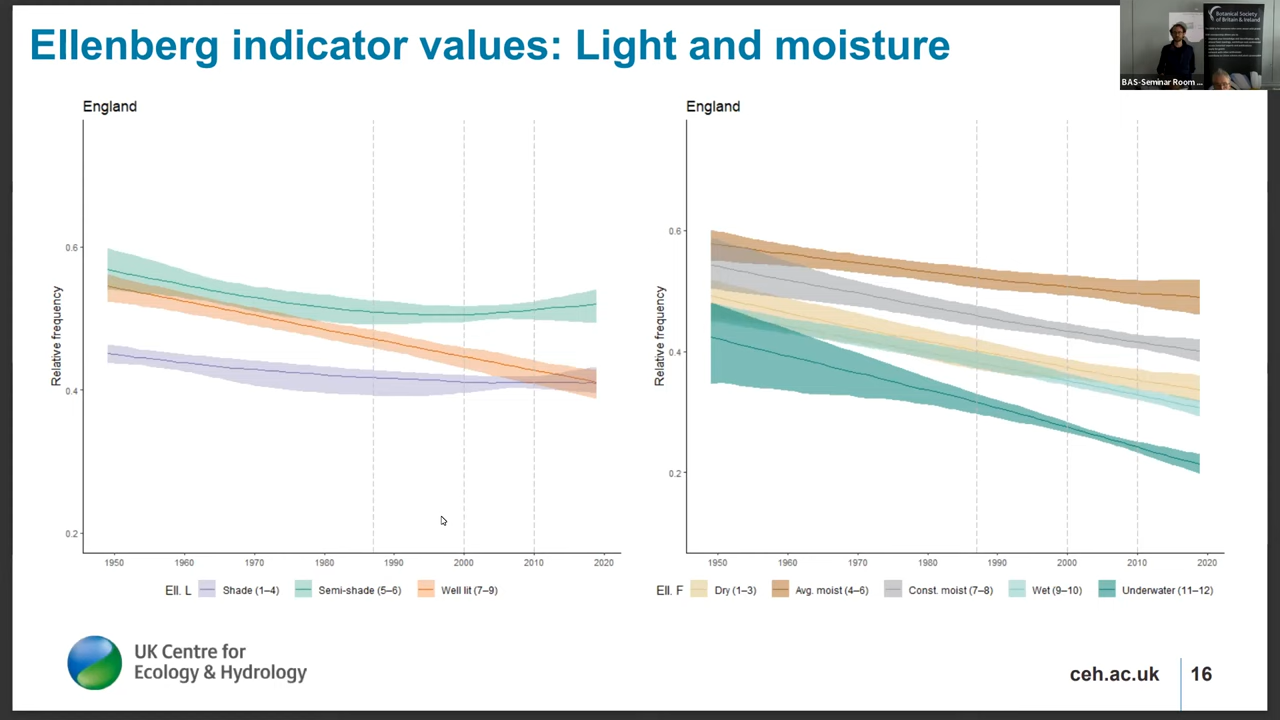 Ellenberg indicator values: Light and moisture
Botanical Society
of Britain & Ireland
BAS-Seminar Room ...
England
Relative frequency
0.6
0.4
0.2
1950 1960 1970 1980 1990 2000 2010 2020
Ell. L Shade (1–4) Semi-shade (5–6) Well lit (7–9)
England
Relative frequency
0.6
0.4
0.2
1950 1960 1970 1980 1990 2000 2010 2020
Ell. F Dry (1–3) Avg. moist (4–6) Const. moist (7–8) Wet (9–10) Underwater (11–12)
UK Centre for
Ecology & Hydrology
ceh.ac.uk 16